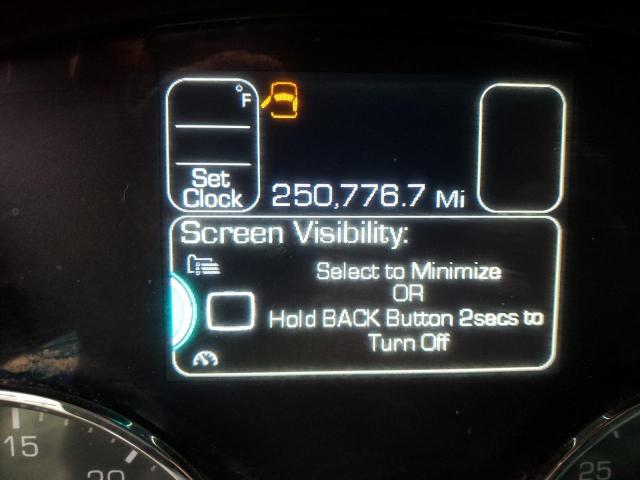 °F
Set
Clock
250,776.7 Mi
Screen Visibility:
Select to Minimize
OR
Hold BACK Button 2secs to
Turn Off
15
20
25